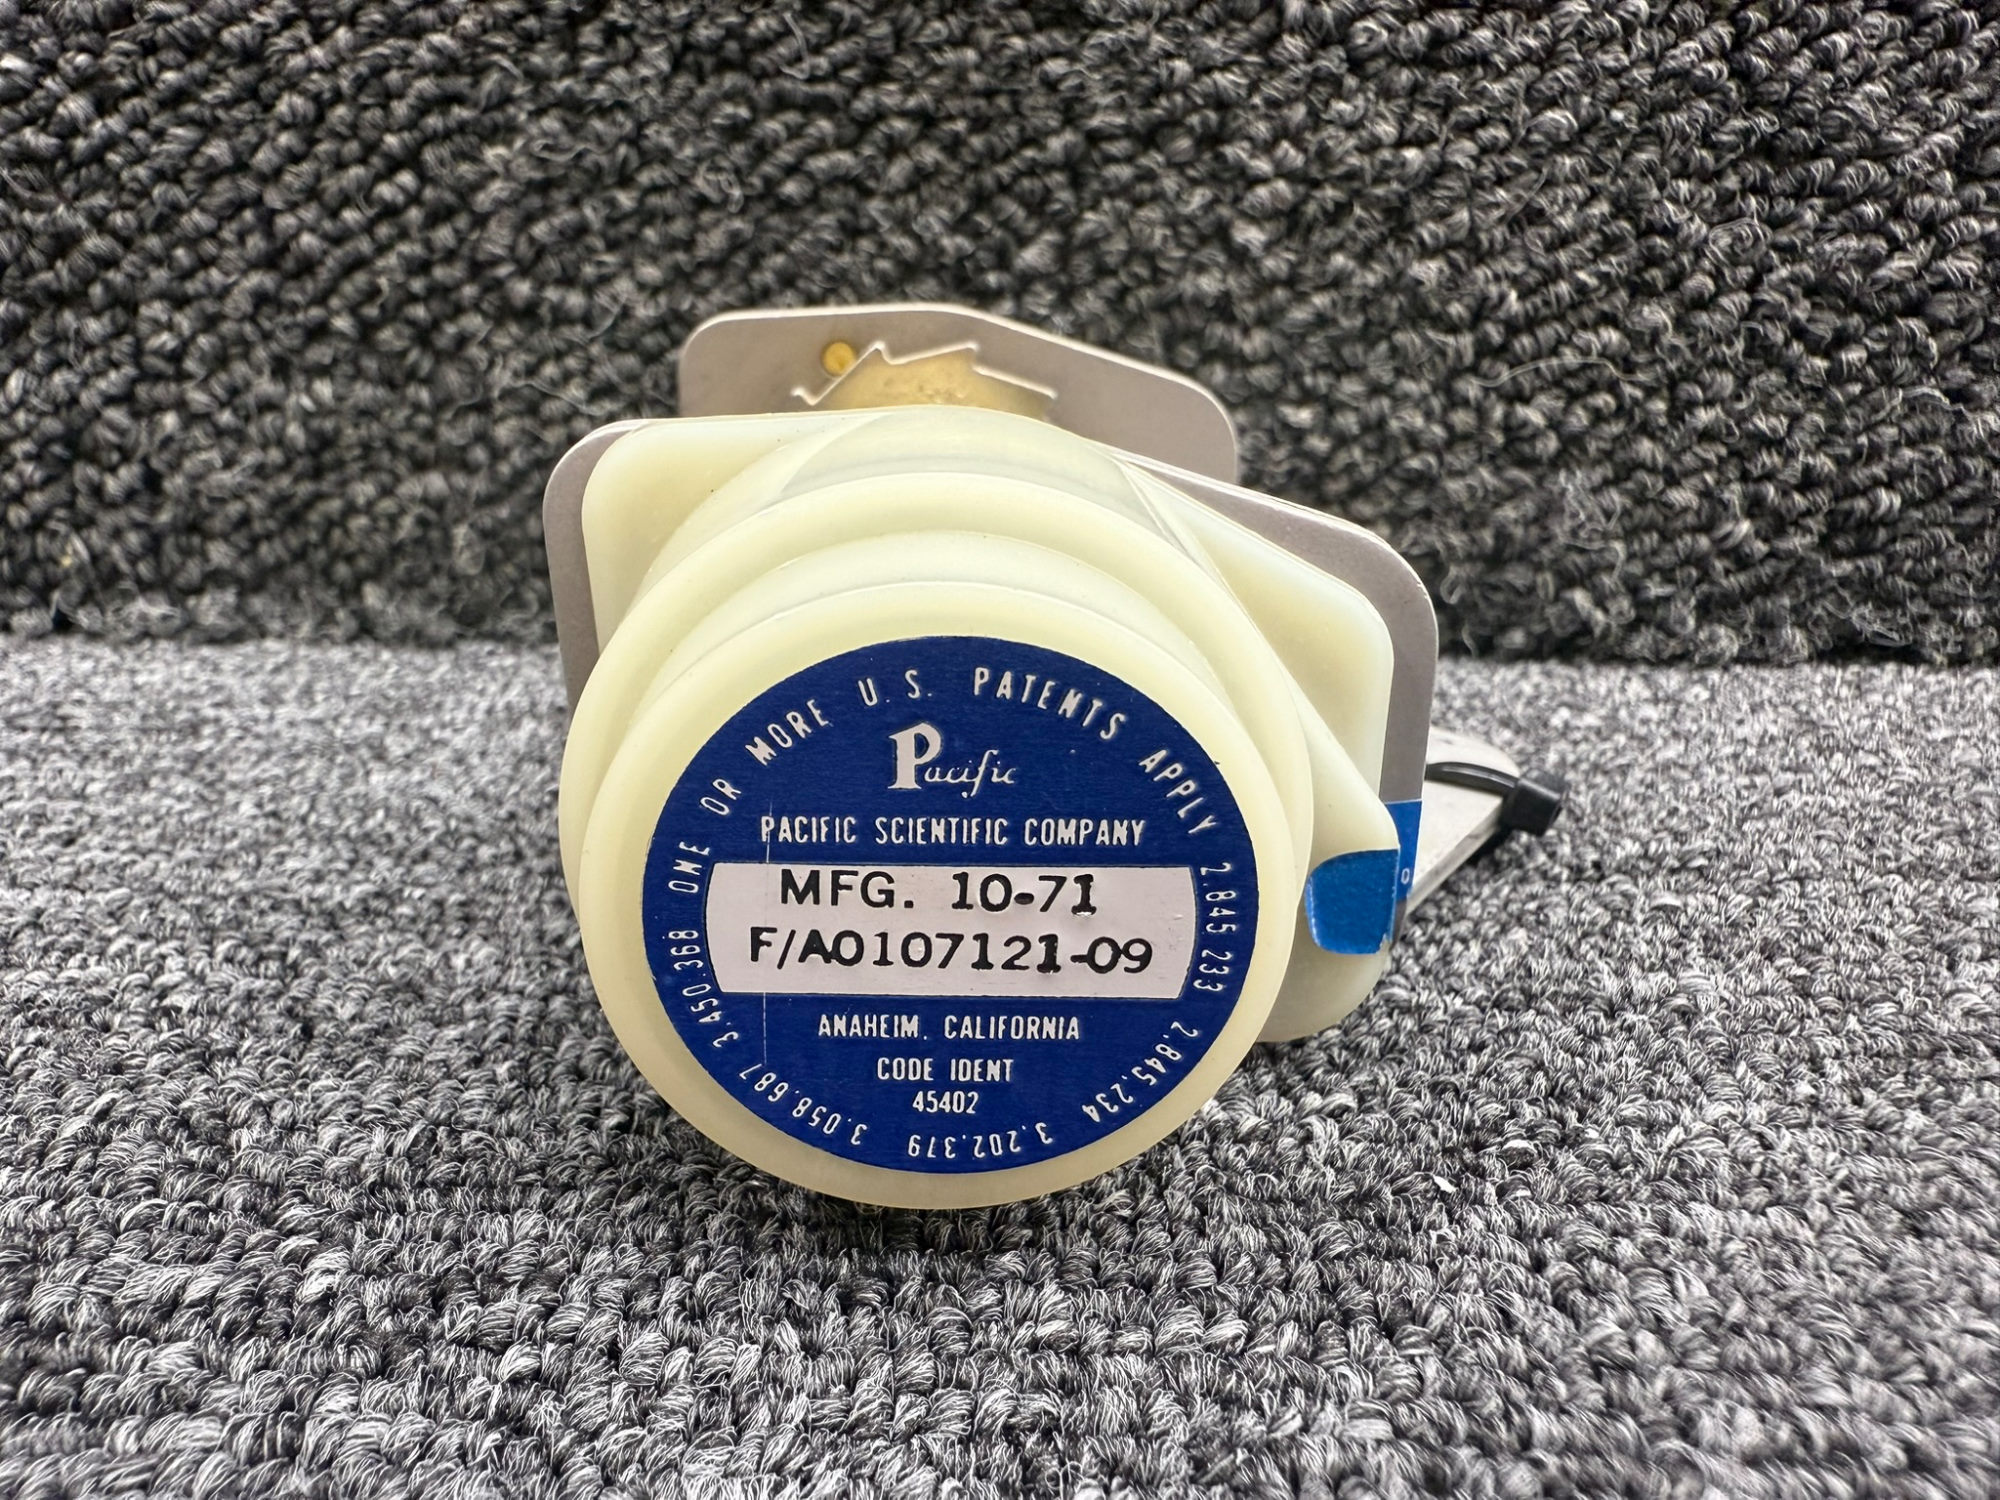 ONE OR MORE U.S. PATENTS APPLY 2.845 233 2.845.234 3.202.379 3.058.687 3.450.368
Pacific
PACIFIC SCIENTIFIC COMPANY
MFG. 10-71
F/A0107121-09
ANAHEIM, CALIFORNIA
CODE IDENT
45402